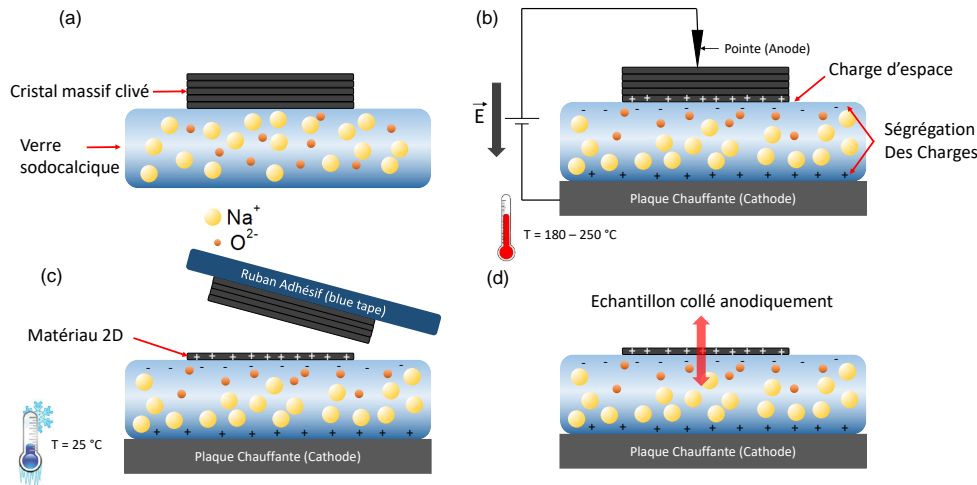 (a)
Cristal massif clivé
Verre
sodocalcique
Na+
O2-
(b)
Pointe (Anode)
E
Charge d'espace
+ + + + + + + + +
- - - - - - - -
Ségrégation
Des Charges
+ + + + + + + + +
Plaque Chauffante (Cathode)
T = 180 – 250 °C
(c)
Ruban Adhésif (blue tape)
Matériau 2D
+ + + + + + + + + +
T = 25 °C
Plaque Chauffante (Cathode)
(d)
Echantillon collé anodiquement
+ + + + + + + + + +
Plaque Chauffante (Cathode)